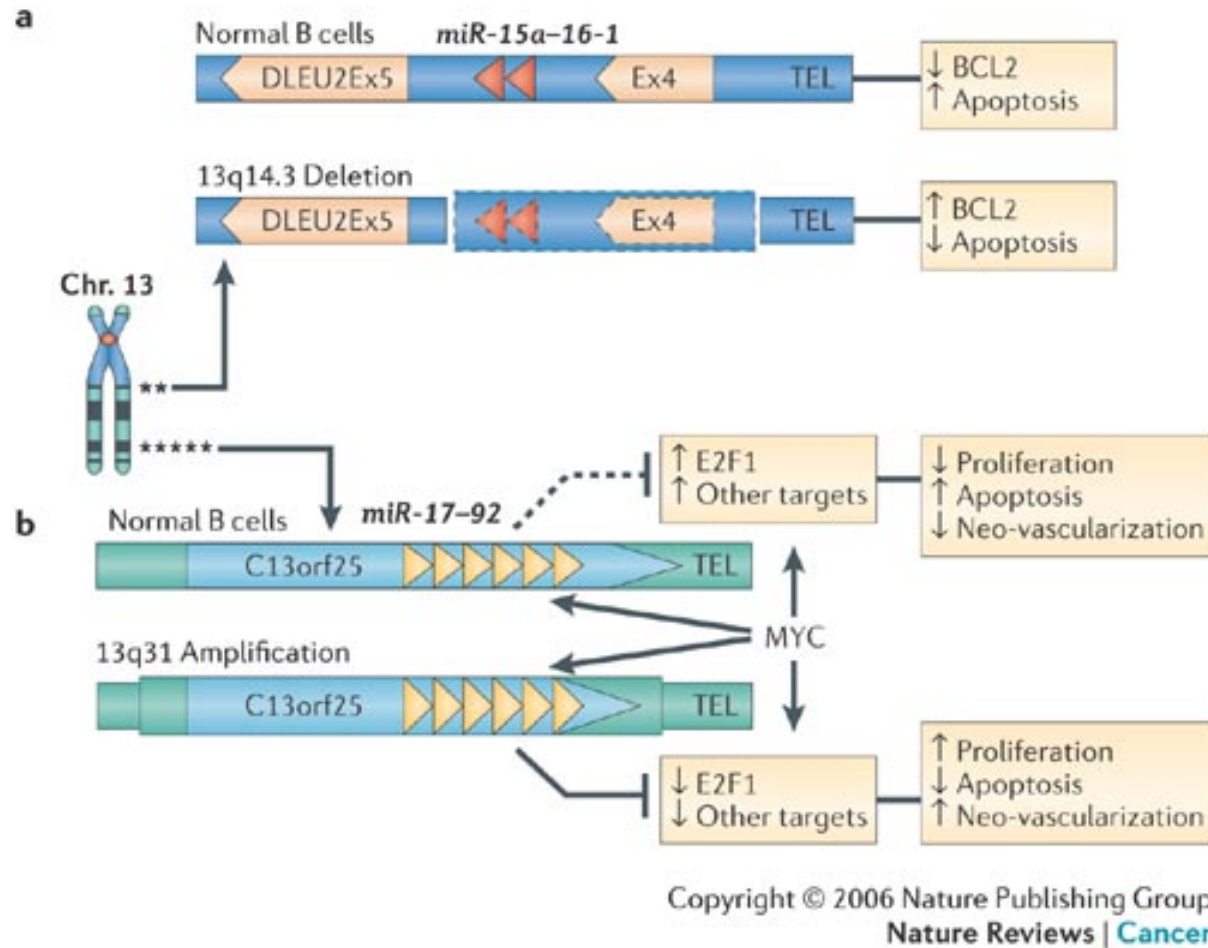 a
Normal B cells
miR-15a–16-1
DLEU2Ex5
Ex4
TEL
↓ BCL2
↑ Apoptosis
13q14.3 Deletion
DLEU2Ex5
Ex4
TEL
↑ BCL2
↓ Apoptosis
Chr. 13
**
*****
↑ E2F1
↑ Other targets
↓ Proliferation
↑ Apoptosis
↓ Neo-vascularization
b
Normal B cells
miR-17–92
C13orf25
TEL
MYC
13q31 Amplification
C13orf25
TEL
↓ E2F1
↓ Other targets
↑ Proliferation
↓ Apoptosis
↑ Neo-vascularization
Copyright © 2006 Nature Publishing Group
Nature Reviews | Cancer